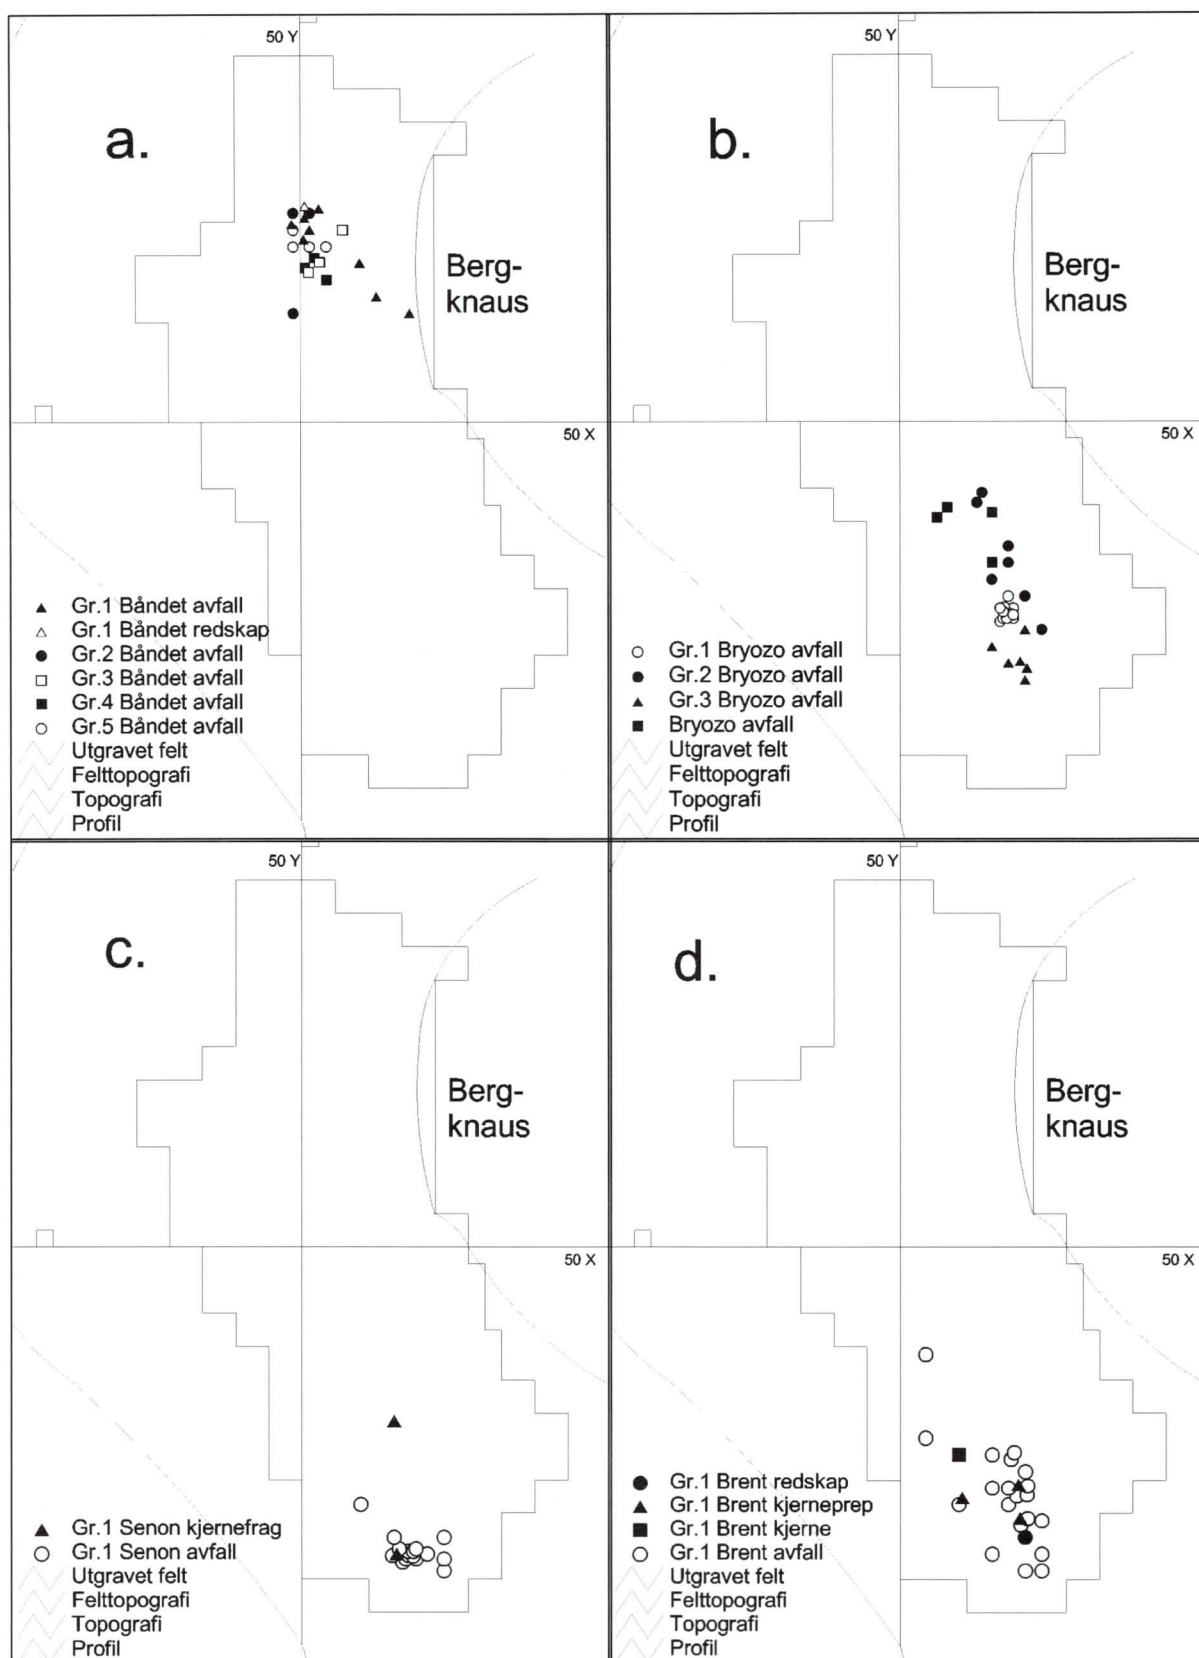 50 Y
a.
Berg-
knaus
50 X
Gr.1 Båndet avfall
Gr.1 Båndet redskap
Gr.2 Båndet avfall
Gr.3 Båndet avfall
Gr.4 Båndet avfall
Gr.5 Båndet avfall
Utgravet felt
Felttopografi
Topografi
Profil
50 Y
b.
Berg-
knaus
50 X
Gr.1 Bryozo avfall
Gr.2 Bryozo avfall
Gr.3 Bryozo avfall
Bryozo avfall
Utgravet felt
Felttopografi
Topografi
Profil
50 Y
c.
Berg-
knaus
50 X
Gr.1 Senon kjernefrag
Gr.1 Senon avfall
Utgravet felt
Felttopografi
Topografi
Profil
50 Y
d.
Berg-
knaus
50 X
Gr.1 Brent redskap
Gr.1 Brent kjerneprep
Gr.1 Brent kjerne
Gr.1 Brent avfall
Utgravet felt
Felttopografi
Topografi
Profil